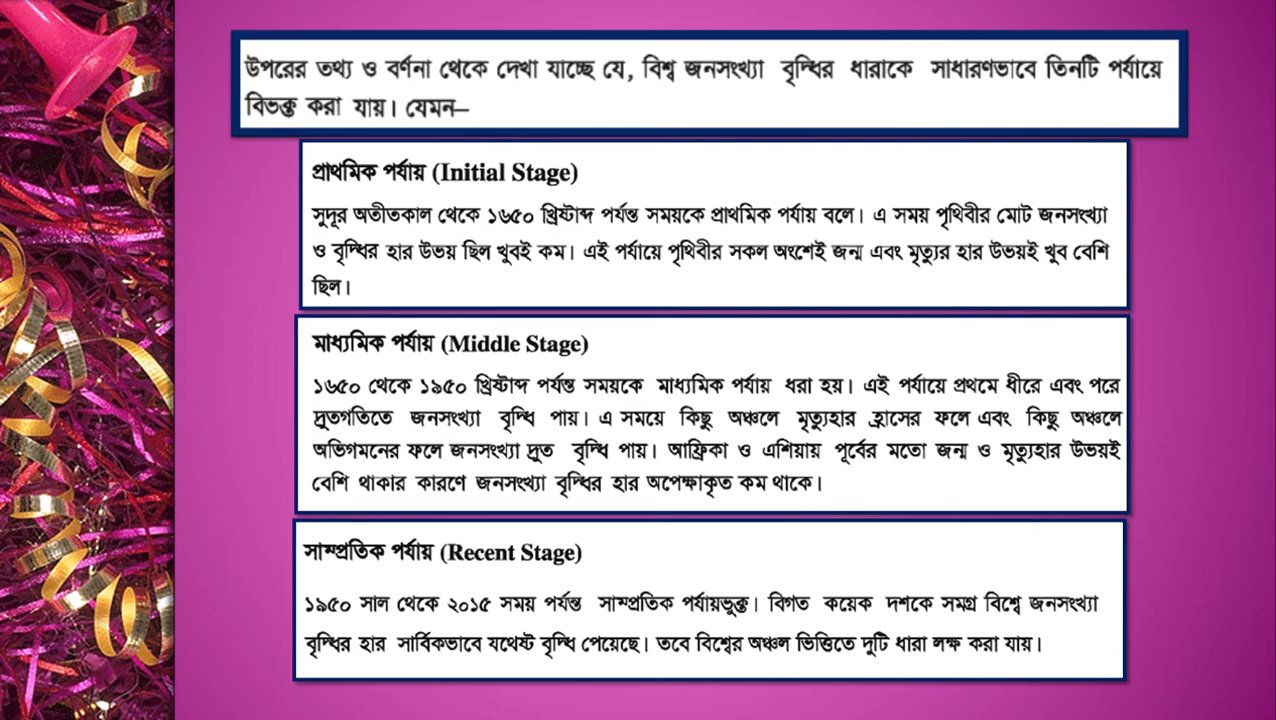 উপরের তথ্য ও বর্ণনা থেকে দেখা যাচ্ছে যে, বিশ্ব জনসংখ্যা বৃদ্ধির ধারাকে সাধারণভাবে তিনটি পর্যায়ে
বিভক্ত করা যায়। যেমন–
প্রাথমিক পর্যায় (Initial Stage)
সুদূর অতীতকাল থেকে ১৬৫০ খ্রিষ্টাব্দ পর্যন্ত সময়কে প্রাথমিক পর্যায় বলে। এ সময় পৃথিবীর মোট জনসংখ্যা
ও বৃদ্ধির হার উভয় ছিল খুবই কম। এই পর্যায়ে পৃথিবীর সকল অংশেই জন্ম এবং মৃত্যুর হার উভয়ই খুব বেশি
ছিল।
মাধ্যমিক পর্যায় (Middle Stage)
১৬৫০ থেকে ১৯৫০ খ্রিষ্টাব্দ পর্যন্ত সময়কে মাধ্যমিক পর্যায় ধরা হয়। এই পর্যায়ে প্রথমে ধীরে এবং পরে
দ্রুতগতিতে জনসংখ্যা বৃদ্ধি পায়। এ সময়ে কিছু অঞ্চলে মৃত্যুহার হ্রাসের ফলে এবং কিছু অঞ্চলে
অভিগমনের ফলে জনসংখ্যা দ্রুত বৃদ্ধি পায়। আফ্রিকা ও এশিয়ায় পূর্বের মতো জন্ম ও মৃত্যুহার উভয়ই
বেশি থাকার কারণে জনসংখ্যা বৃদ্ধির হার অপেক্ষাকৃত কম থাকে।
সাম্প্রতিক পর্যায় (Recent Stage)
১৯৫০ সাল থেকে ২০১৫ সময় পর্যন্ত সাম্প্রতিক পর্যায়ভুক্ত। বিগত কয়েক দশকে সমগ্র বিশ্বে জনসংখ্যা
বৃদ্ধির হার সার্বিকভাবে যথেষ্ট বৃদ্ধি পেয়েছে। তবে বিশ্বের অঞ্চল ভিত্তিতে দুটি ধারা লক্ষ করা যায়।